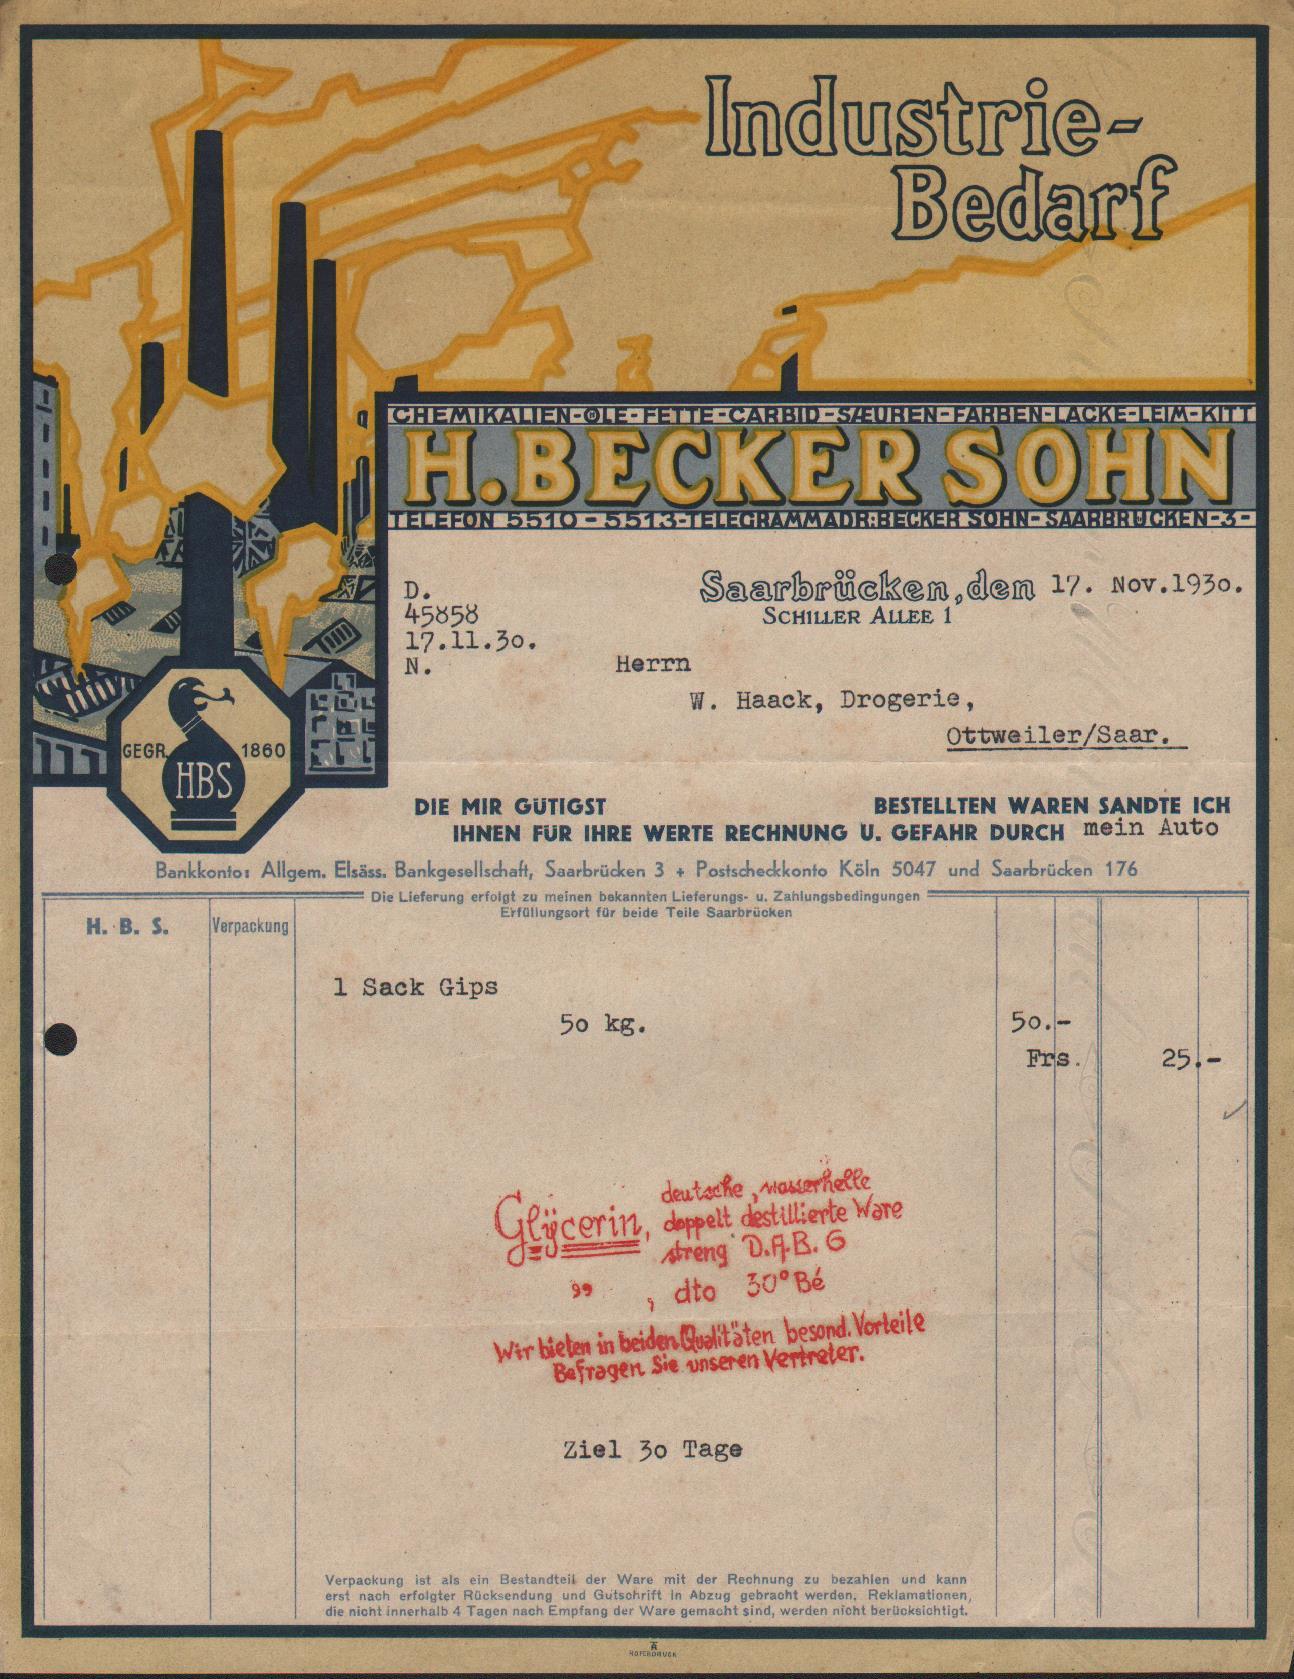 Industrie-
Bedarf
CHEMIKALIEN-ÖLE-FETTE-CARBID-SÆUREN-FARBEN-LACKE-LEIM-KITT
H. BECKER SOHN
TELEFON 5510 - 5513-TELEGRAMMADR:BECKER SOHN-SAARBRÜCKEN-3-
Saarbrücken, den 17. Nov.1930.
SCHILLER ALLEE 1
D.
45858
17.11.30.
N.
Herrn
W. Haack, Drogerie,
Ottweiler/Saar.
GEGR. 1860
HBS
DIE MIR GÜTIGST BESTELLTEN WAREN SANDTE ICH
IHNEN FÜR IHRE WERTE RECHNUNG U. GEFAHR DURCH mein Auto
Bankkonto: Allgem. Elsäss. Bankgesellschaft, Saarbrücken 3 + Postscheckkonto Köln 5047 und Saarbrücken 176
Die Lieferung erfolgt zu meinen bekannten Lieferungs- u. Zahlungsbedingungen
Erfüllungsort für beide Teile Saarbrücken
H. B. S. Verpackung
1 Sack Gips
50 kg. 50.-
Frs. 25.-
Glÿcerin, deutsche, wasserhelle
doppelt destillierte Ware
streng D.A.B. 6
" , dto 30° Bé
Wir bieten in beiden Qualitäten besond. Vorteile
Befragen Sie unseren Vertreter.
Ziel 30 Tage
Verpackung ist als ein Bestandteil der Ware mit der Rechnung zu bezahlen und kann
erst nach erfolgter Rücksendung und Gutschrift in Abzug gebracht werden. Reklamationen,
die nicht innerhalb 4 Tagen nach Empfang der Ware gemacht sind, werden nicht berücksichtigt.